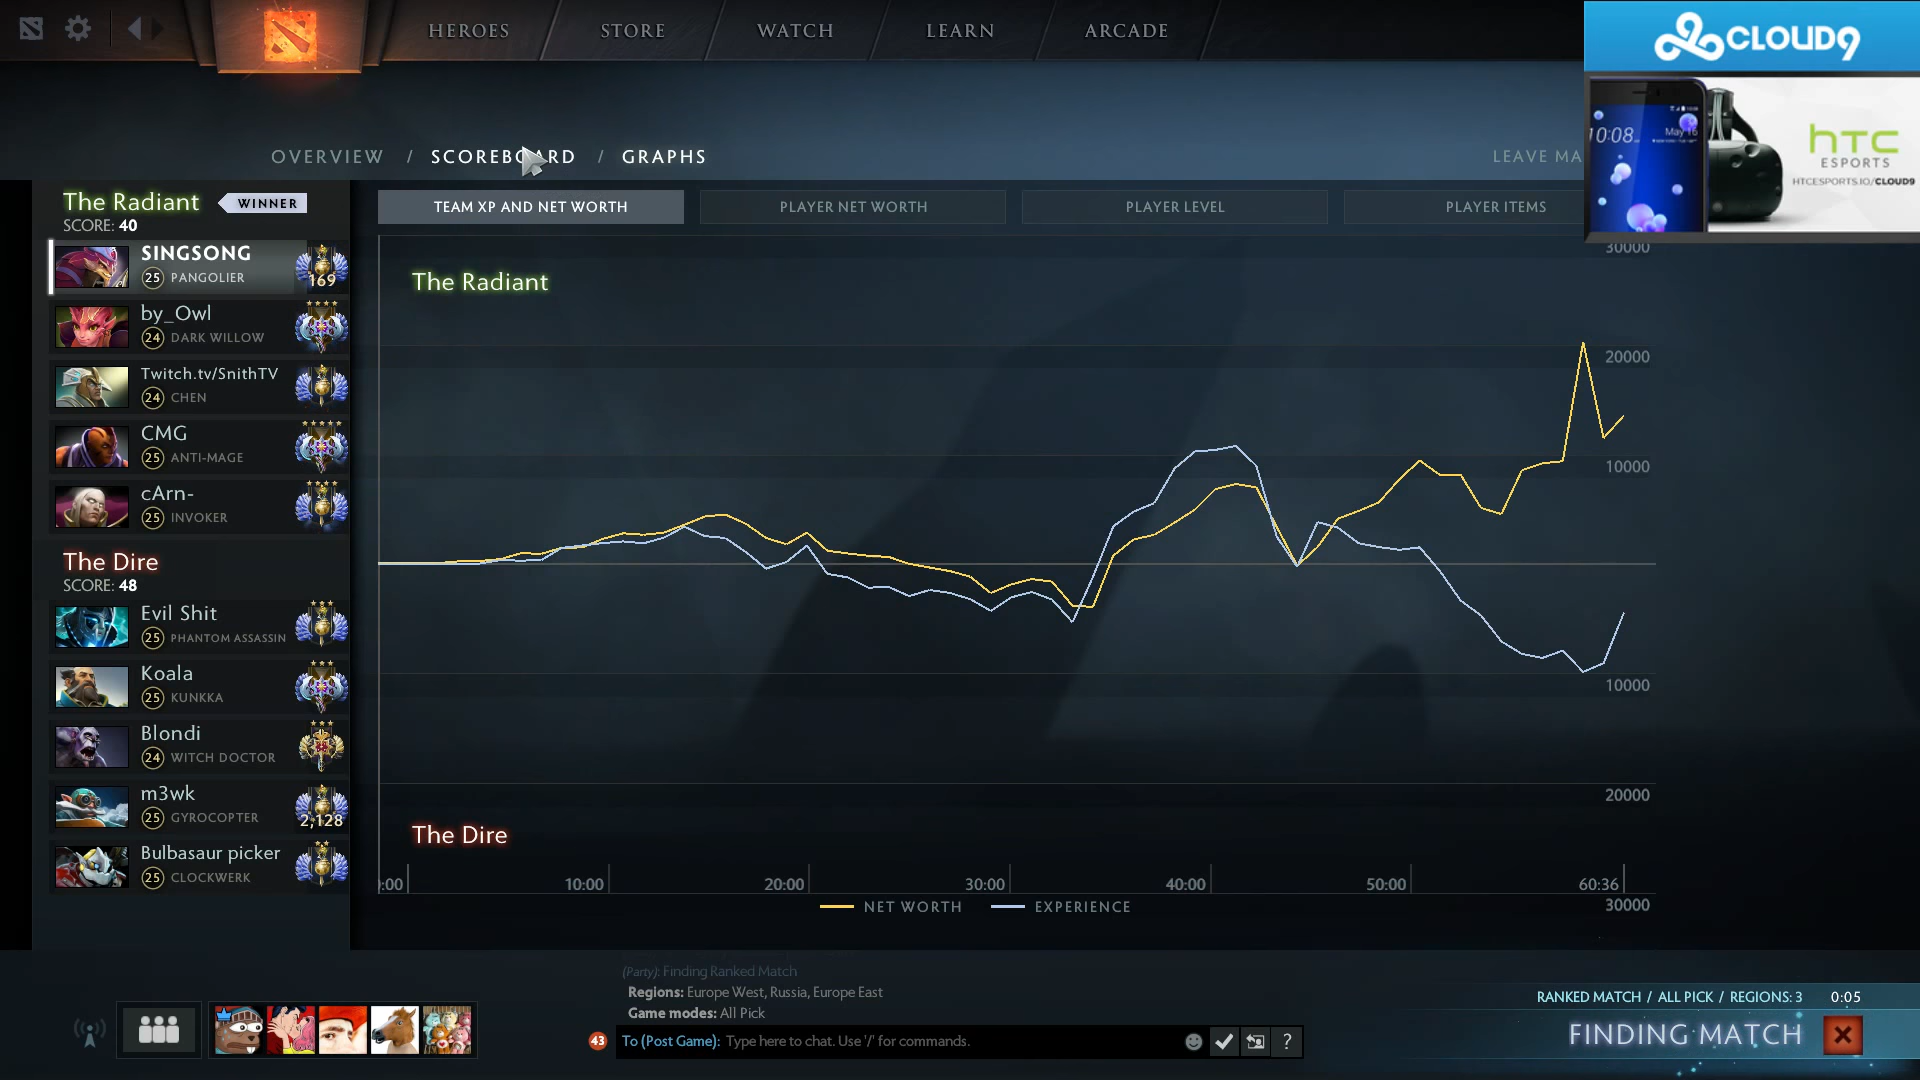 HEROES
STORE
WATCH
LEARN
ARCADE
CLOUD9
10:08
May 16
hTC
ESPORTS
HTCESPORTS.IO/CLOUD9
OVERVIEW / SCOREBOARD / GRAPHS
LEAVE MA
The Radiant
WINNER
SCORE: 40
TEAM XP AND NET WORTH
PLAYER NET WORTH
PLAYER LEVEL
PLAYER ITEMS
SINGSONG
25 PANGOLIER
169
by_Owl
24 DARK WILLOW
Twitch.tv/SnithTV
24 CHEN
CMG
25 ANTI-MAGE
cArn-
25 INVOKER
The Dire
SCORE: 48
Evil Shit
25 PHANTOM ASSASSIN
Koala
25 KUNKKA
Blondi
24 WITCH DOCTOR
m3wk
25 GYROCOPTER
2,128
Bulbasaur picker
25 CLOCKWERK
The Radiant
30000
20000
10000
10000
20000
The Dire
:00
10:00
20:00
30:00
40:00
50:00
60:36
30000
NET WORTH
EXPERIENCE
(Party): Finding Ranked Match
Regions: Europe West, Russia, Europe East
Game modes: All Pick
43
To (Post Game): Type here to chat. Use '/' for commands.
?
RANKED MATCH / ALL PICK / REGIONS: 3
0:05
FINDING MATCH